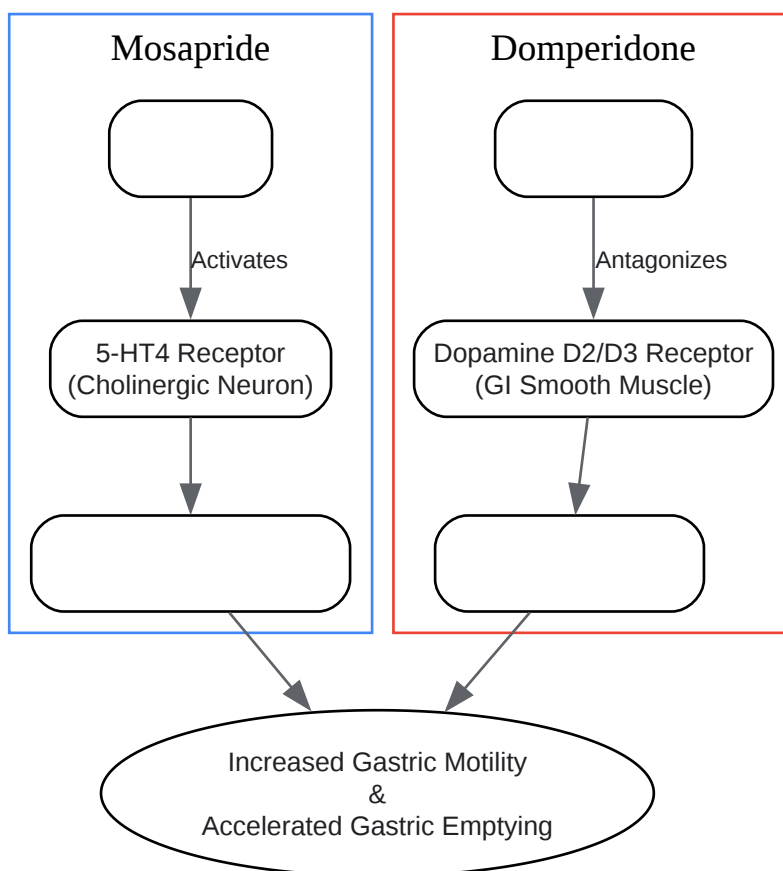 Mosapride
Activates
5-HT4 Receptor
(Cholinergic Neuron)
Domperidone
Antagonizes
Dopamine D2/D3 Receptor
(GI Smooth Muscle)
Increased Gastric Motility
&
Accelerated Gastric Emptying